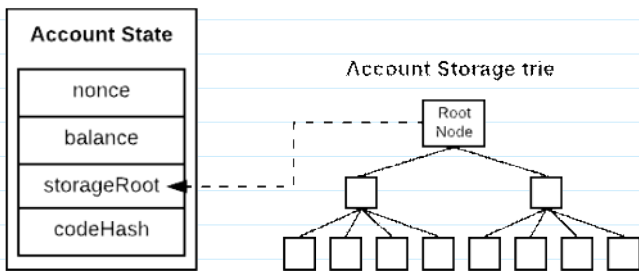 Account State
nonce
balance
storageRoot
codeHash
Account Storage trie
Root
Node